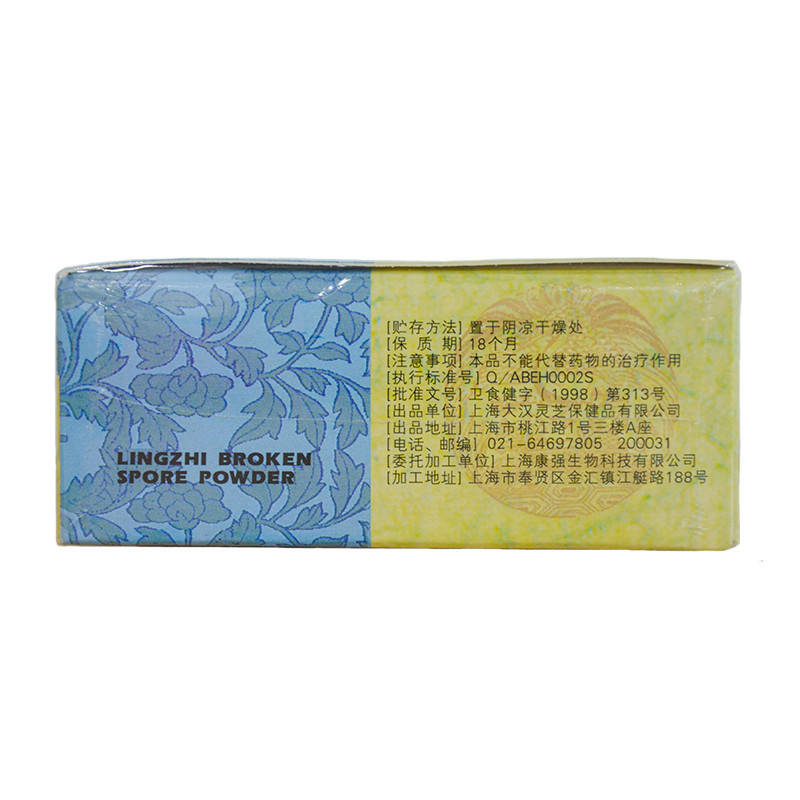 LINGZHI BROKEN
SPORE POWDER
[贮存方法] 置于阴凉干燥处
[保 质 期] 18个月
[注意事项] 本品不能代替药物的治疗作用
[执行标准号] Q/ABEH0002S
[批准文号] 卫食健字（1998）第313号
[出品单位] 上海大汉灵芝保健品有限公司
[出品地址] 上海市桃江路1号三楼A座
[电话、邮编] 021-64697805 200031
[委托加工单位] 上海康强生物科技有限公司
[加工地址] 上海市奉贤区金汇镇江艇路188号